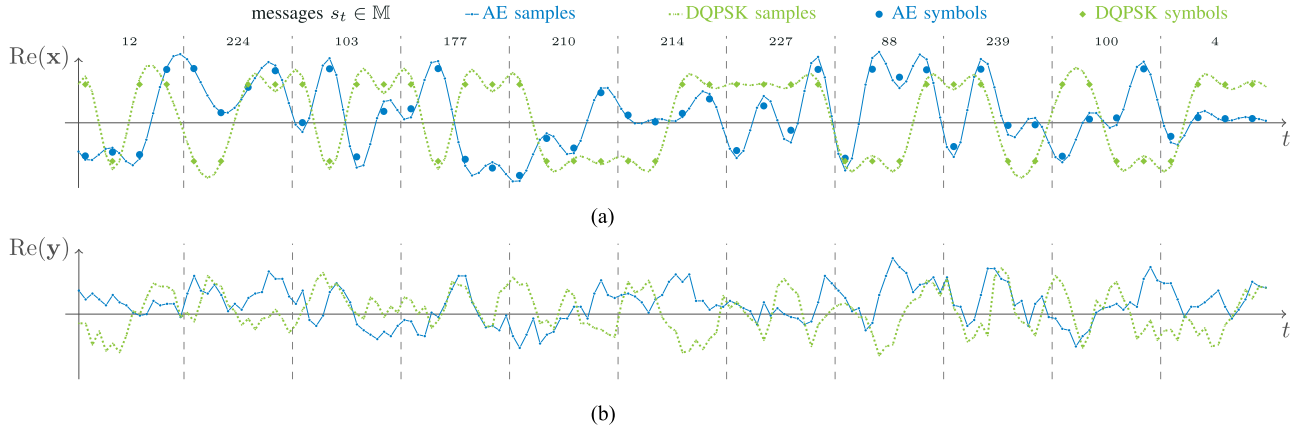 messages s_t ∈ 𝕄 AE samples DQPSK samples AE symbols DQPSK symbols
12 224 103 177 210 214 227 88 239 100 4
Re(x)
t
(a)
Re(y)
t
(b)